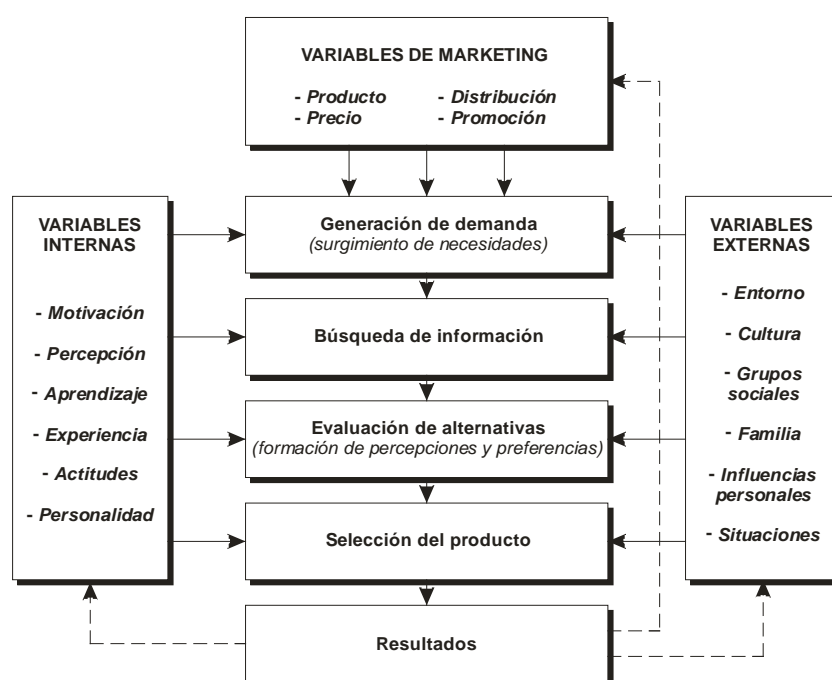 VARIABLES DE MARKETING
- Producto
- Precio
- Distribución
- Promoción
VARIABLES
INTERNAS
- Motivación
- Percepción
- Aprendizaje
- Experiencia
- Actitudes
- Personalidad
Generación de demanda
(surgimiento de necesidades)
Búsqueda de información
Evaluación de alternativas
(formación de percepciones y preferencias)
Selección del producto
Resultados
VARIABLES
EXTERNAS
- Entorno
- Cultura
- Grupos
sociales
- Familia
- Influencias
personales
- Situaciones